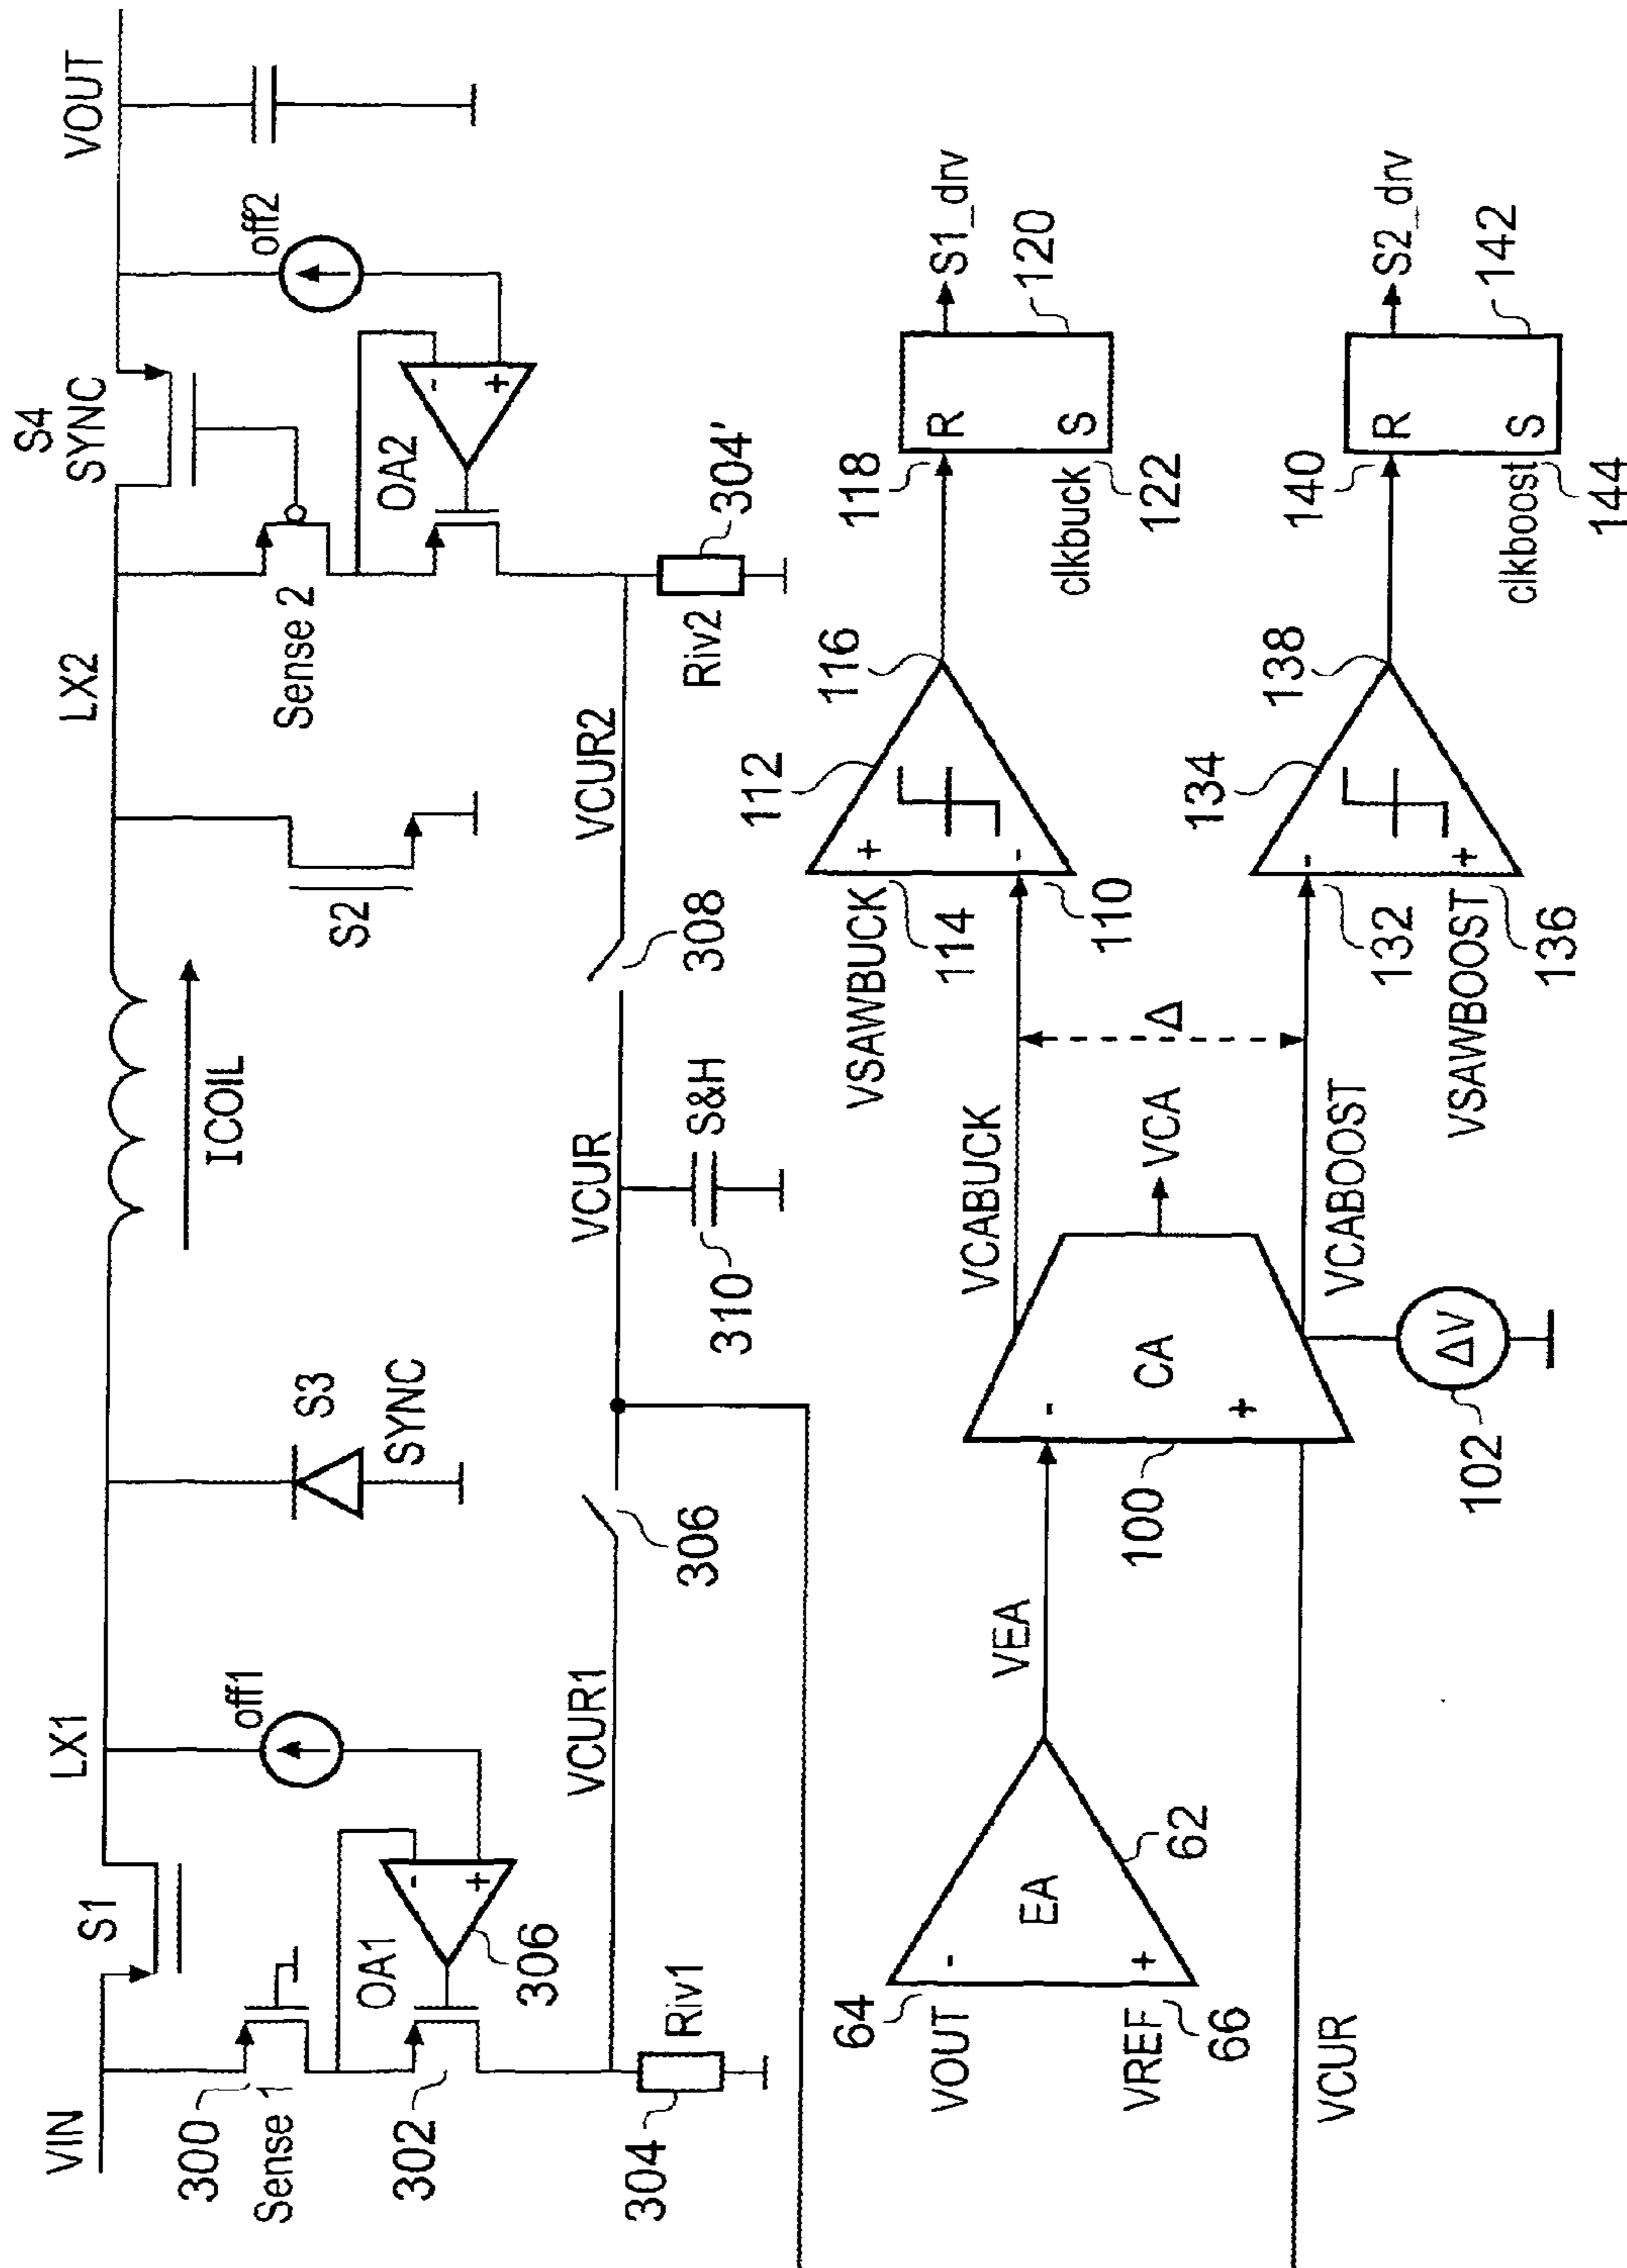 VIN
S1
LX1
off1
S3
SYNC
ICOIL
S2
LX2
S4
SYNC
off2
VOUT
300
Sense 1
302
OA1
-
+
306
304
Riv1
VCUR1
306
VCUR
310
S&H
308
VCUR2
Sense 2
OA2
-
+
Riv2
304'
64
VOUT
-
EA
VREF
+
66
62
VEA
VCUR
100
-
CA
+
102
ΔV
VCA
VCABUCK
VCABOOST
Δ
VSAWBUCK
114
+
-
110
112
116
118
R
S
clkbuck
122
120
S1_drv
132
-
+
VSAWBOOST
136
134
138
140
R
S
clkboost
144
142
S2_drv